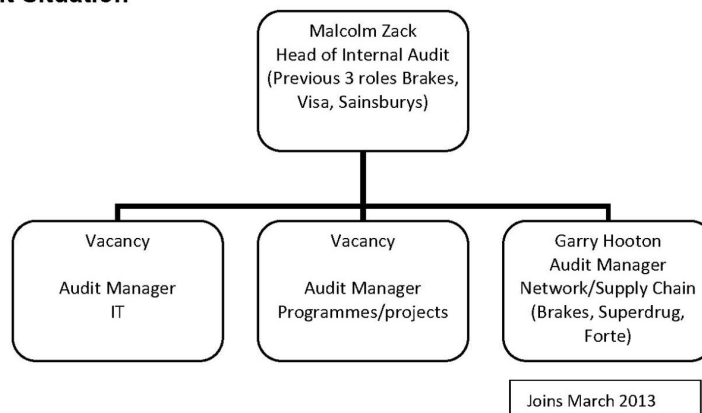 t Situation
Malcolm Zack
Head of Internal Audit
(Previous 3 roles Brakes,
Visa, Sainsburys)
Vacancy
Audit Manager
IT
Vacancy
Audit Manager
Programmes/projects
Garry Hooton
Audit Manager
Network/Supply Chain
(Brakes, Superdrug,
Forte)
Joins March 2013